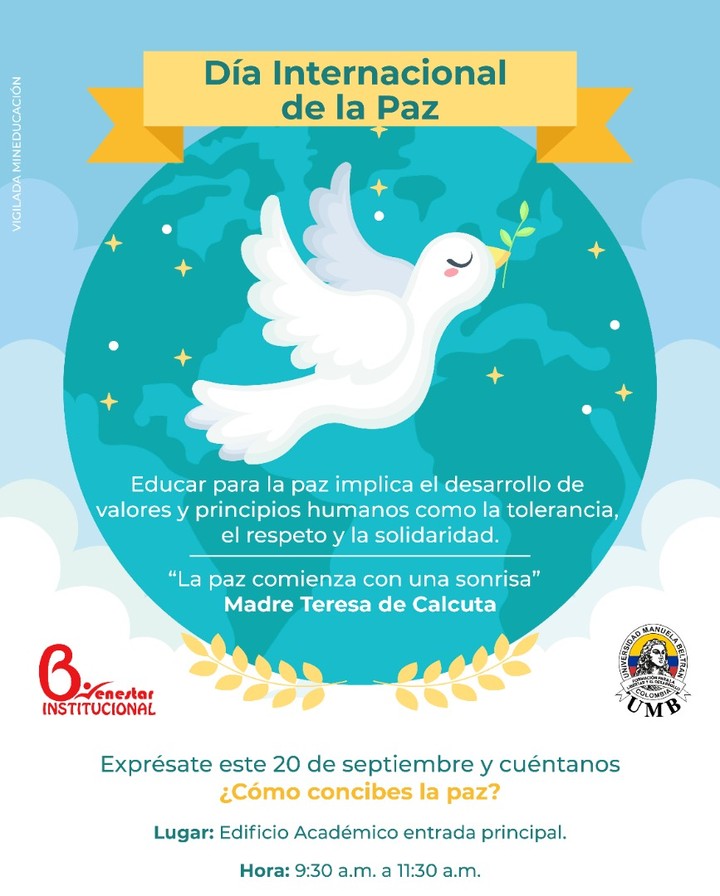 VIGILADA MINEDUCACIÓN
Día Internacional
de la Paz
Educar para la paz implica el desarrollo de
valores y principios humanos como la tolerancia,
el respeto y la solidaridad.
“La paz comienza con una sonrisa”
Madre Teresa de Calcuta
Bienestar
INSTITUCIONAL
UNIVERSIDAD MANUELA BELTRÁN
COLOMBIA
UMB
Exprésate este 20 de septiembre y cuéntanos
¿Cómo concibes la paz?
Lugar: Edificio Académico entrada principal.
Hora: 9:30 a.m. a 11:30 a.m.